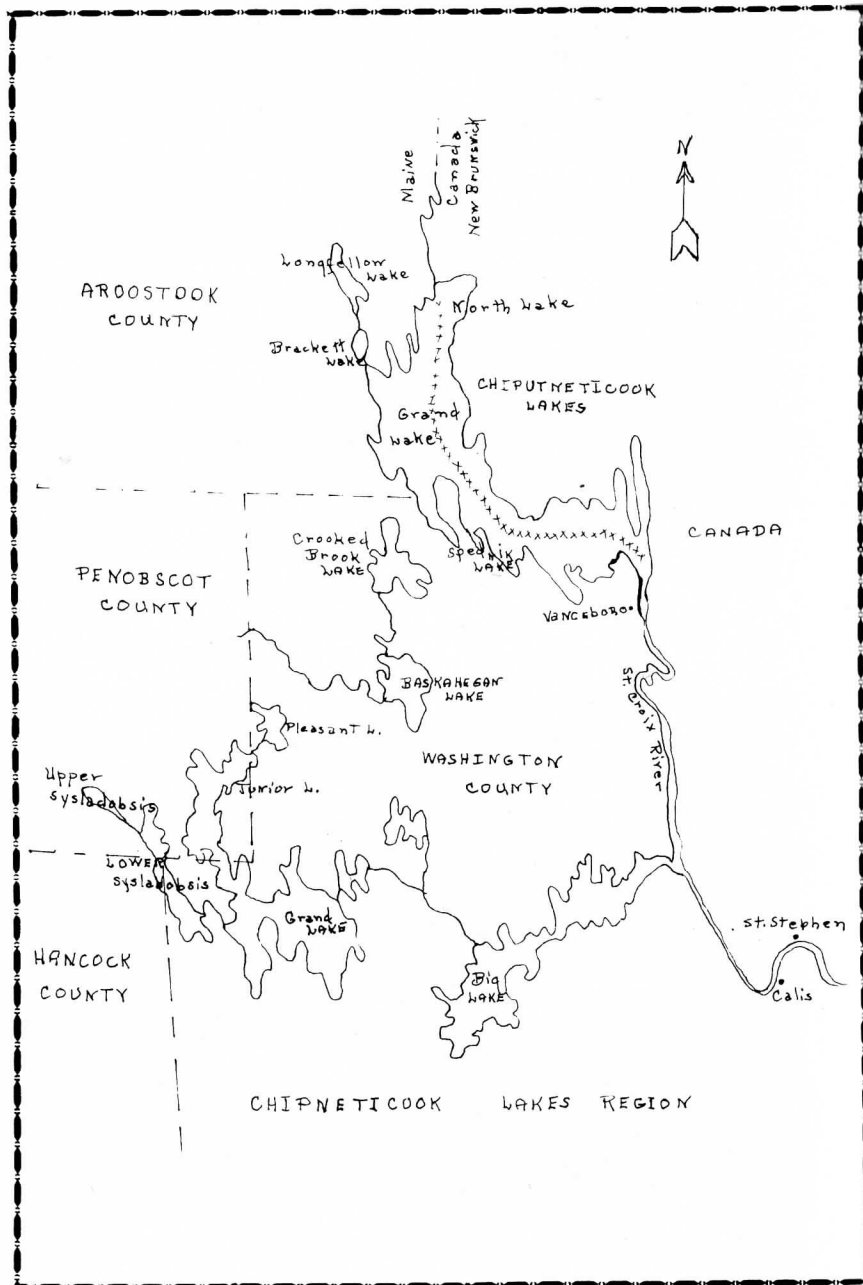 N
Maine
Canada
New Brunswick
Longfellow
Lake
AROOSTOOK
COUNTY
North Lake
Brackett
Lake
CHIPUTNETICOOK
LAKES
Grand
Lake
CANADA
Crooked
Brook
LAKE
Spednik
LAKE
PENOBSCOT
COUNTY
VANCEBORO
BASKAHEGAN
LAKE
St. Croix River
Pleasant L.
WASHINGTON
COUNTY
Upper
Sysladobsis
Junior L.
LOWER
Sysladobsis
Grand
LAKE
St. Stephen
HANCOCK
COUNTY
Big
LAKE
Calis
CHIPNETICOOK LAKES REGION